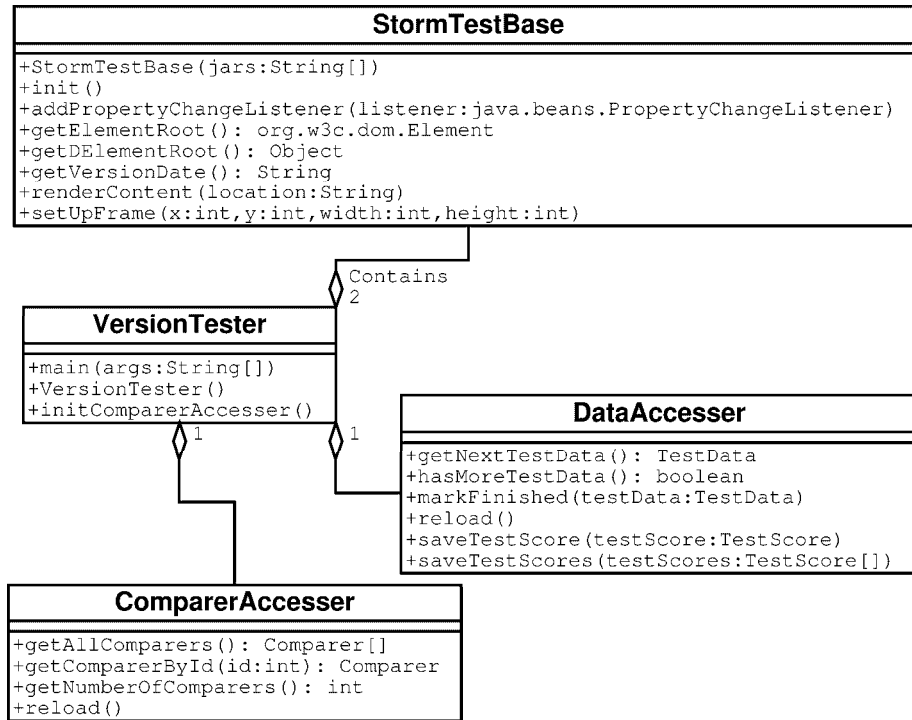 StormTestBase
+StormTestBase(jars:String[])
+init()
+addPropertyChangeListener(listener:java.beans.PropertyChangeListener)
+getElementRoot(): org.w3c.dom.Element
+getDElementRoot(): Object
+getVersionDate(): String
+renderContent(location:String)
+setUpFrame(x:int,y:int,width:int,height:int)
Contains
2
VersionTester
+main(args:String[])
+VersionTester()
+initComparerAccesser()
1
1
DataAccesser
+getNextTestData(): TestData
+hasMoreTestData(): boolean
+markFinished(testData:TestData)
+reload()
+saveTestScore(testScore:TestScore)
+saveTestScores(testScores:TestScore[])
ComparerAccesser
+getAllComparers(): Comparer[]
+getComparerById(id:int): Comparer
+getNumberOfComparers(): int
+reload()